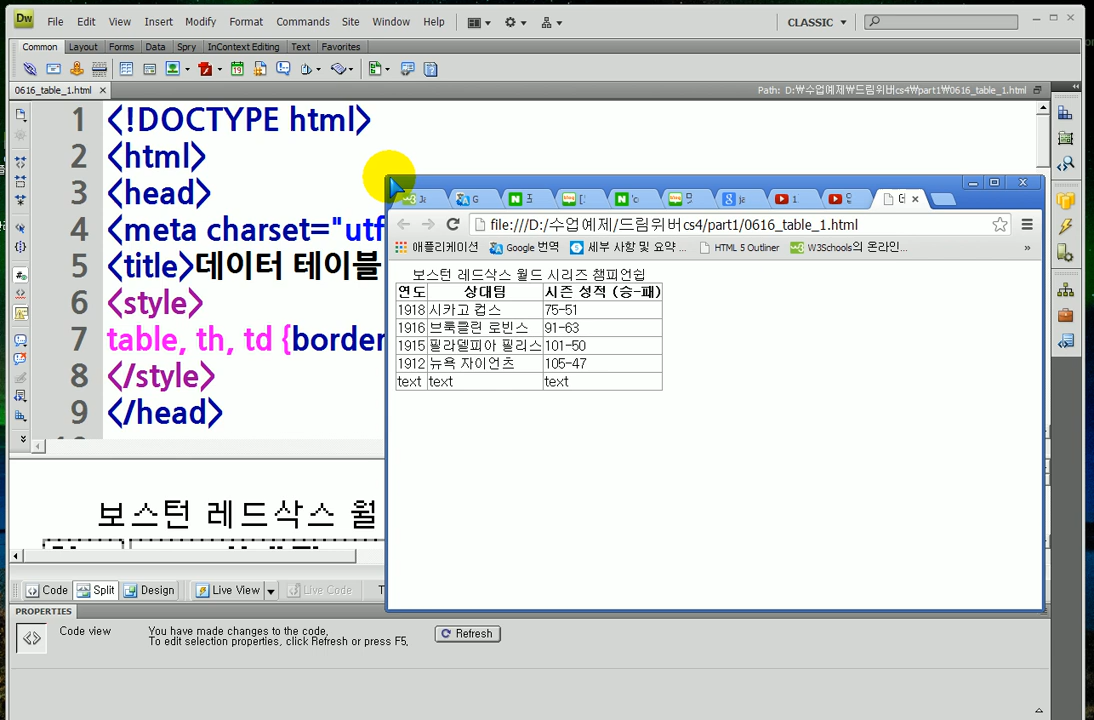 Dw File Edit View Insert Modify Format Commands Site Window Help CLASSIC
Common Layout Forms Data Spry InContext Editing Text Favorites
0616_table_1.html Path: D:₩수업예제₩드림위버cs4₩part1₩0616_table_1.html
1 <!DOCTYPE html>
2 <html>
3 <head>
4 <meta charset="utf
5 <title>데이터 테이블
6 <style>
7 table, th, td {border
8 </style>
9 </head>
file:///D:/수업예제/드림위버cs4/part1/0616_table_1.html
애플리케이션 Google 번역 세부 사항 및 요약 ... HTML 5 Outliner W3Schools의 온라인... »
보스턴 레드삭스 월드 시리즈 챔피언쉽
연도 상대팀 시즌 성적 (승-패)
1918 시카고 컵스 75-51
1916 브룩클린 로빈스 91-63
1915 필라델피아 필리스 101-50
1912 뉴욕 자이언츠 105-47
text text text
보스턴 레드삭스 월
Code Split Design Live View Live Code
PROPERTIES
Code view You have made changes to the code.
To edit selection properties, click Refresh or press F5.
Refresh